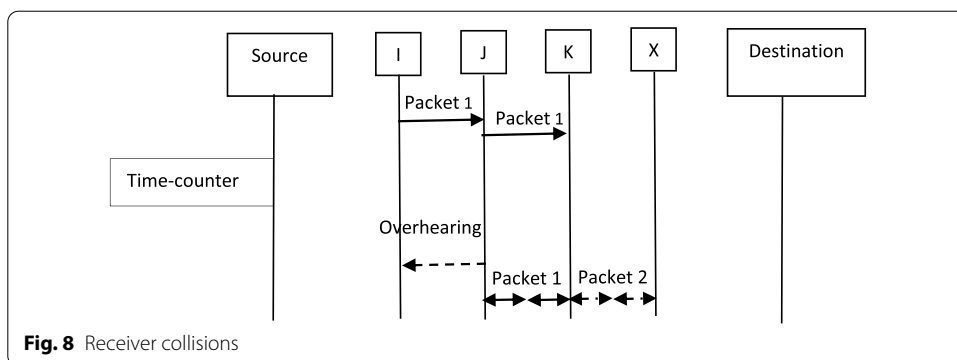 Source
I
J
K
X
Destination
Packet 1
Packet 1
Time-counter
Overhearing
Packet 1
Packet 2
Fig. 8 Receiver collisions